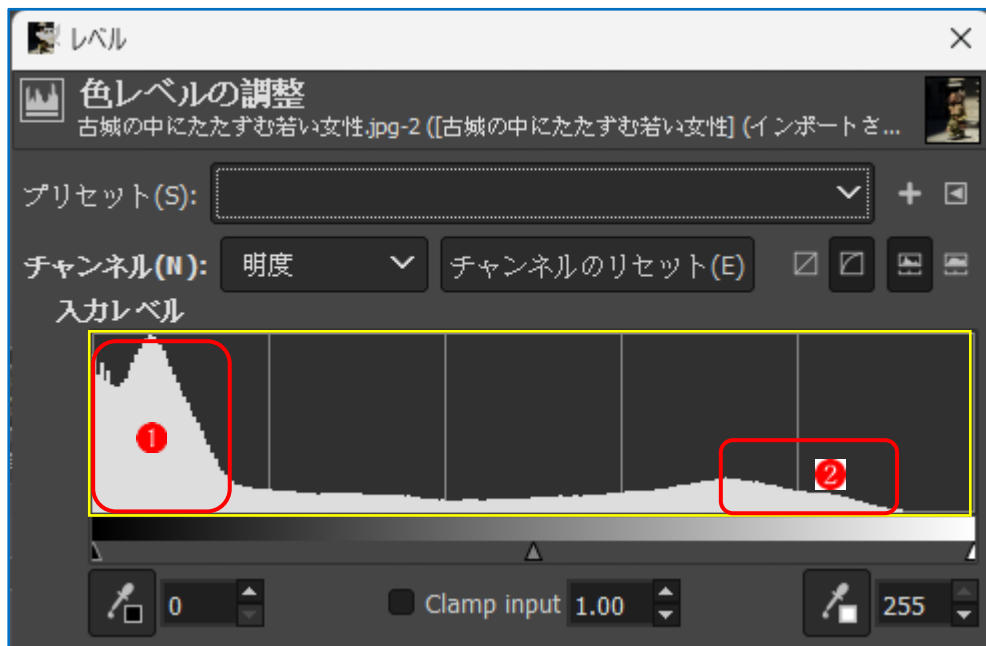 レベル
色レベルの調整
古城の中にたたずむ若い女性.jpg-2 ([古城の中にたたずむ若い女性] (インポートさ...
プリセット(S):
チャンネル(N): 明度 チャンネルのリセット(E)
入力レベル
1
2
0 Clamp input 1.00 255